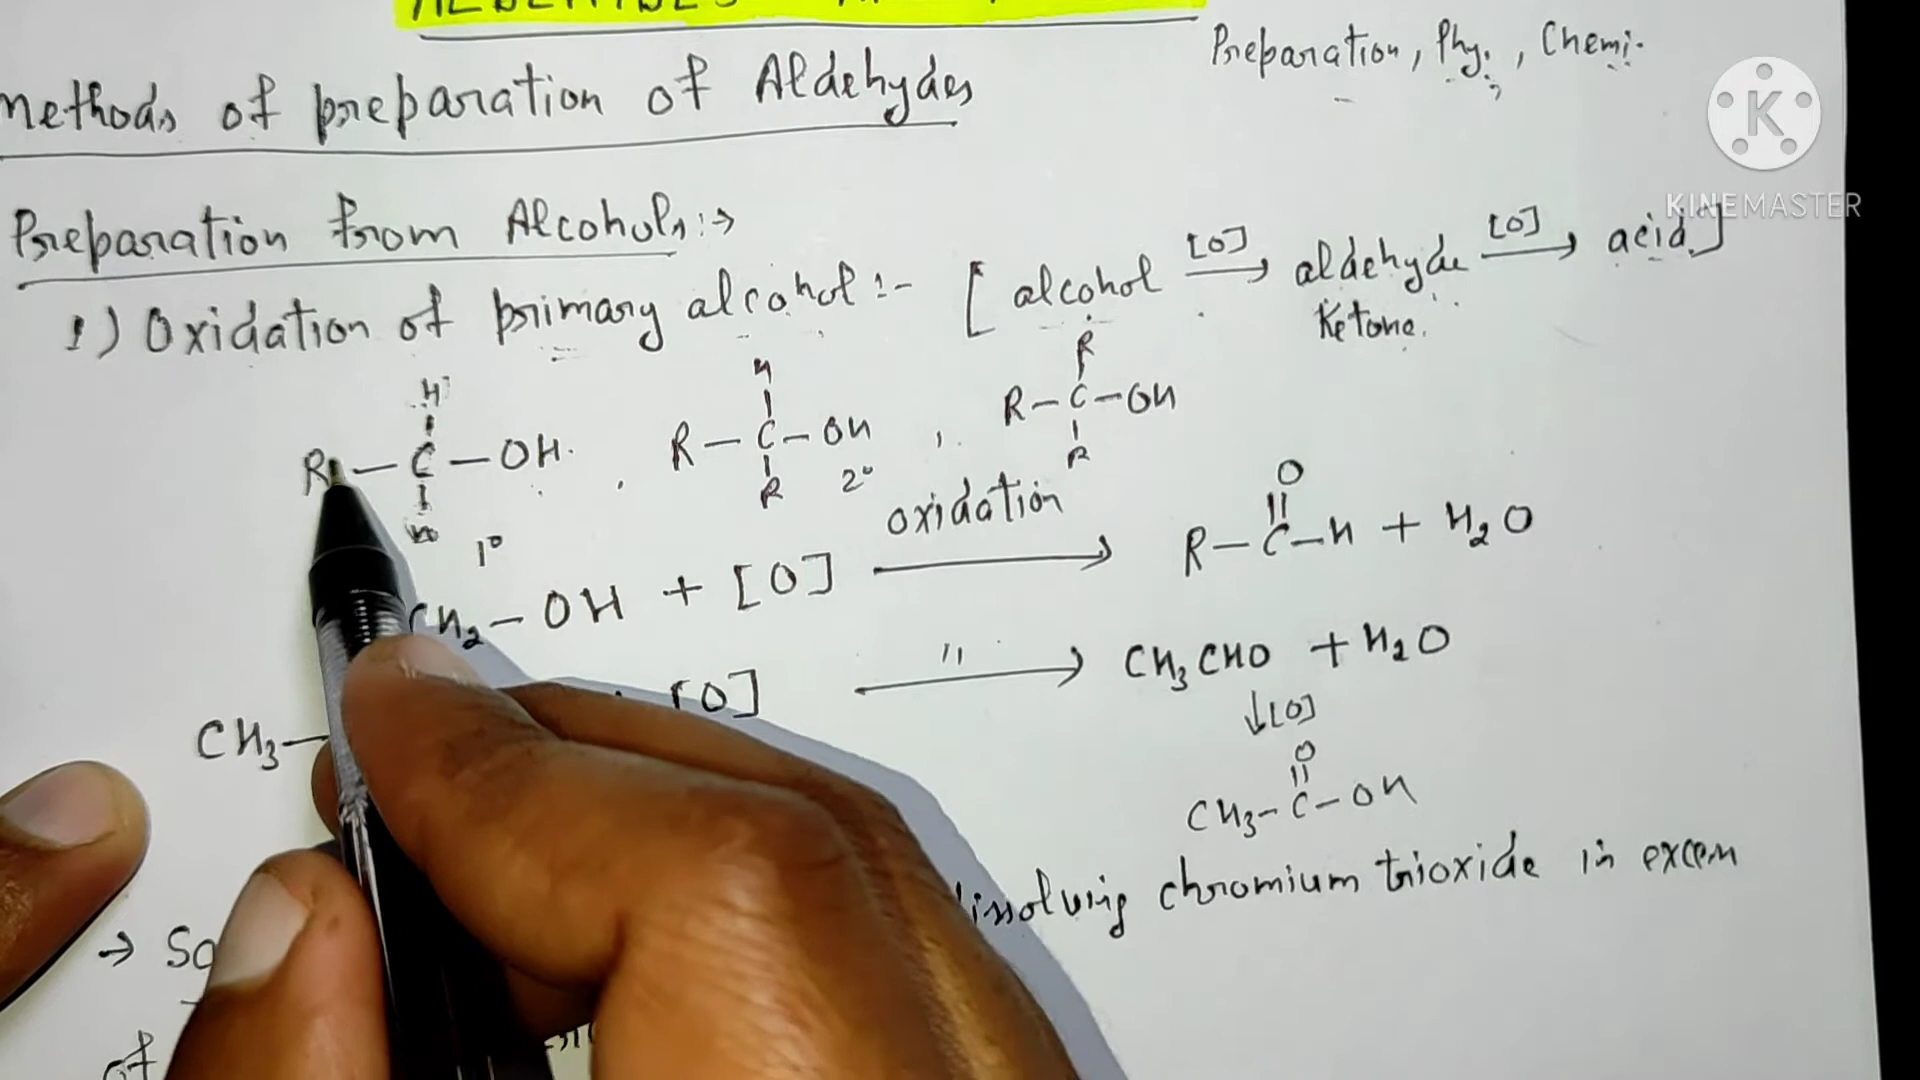 Preparation, Phy., Chemi.
Methods of preparation of Aldehydes
K
KINEMASTER
Preparation from Alcohols :→
1) Oxidation of primary alcohol :- [ alcohol [O]→ aldehyde [O]→ acid ]
Ketone.
H H R
R – C – OH. , R – C – OH , R – C – OH
H R R
1° 2°
CH2 – OH + [O] oxidation→ R – C – H + H2O
O
[O] "→ CH3CHO + H2O
↓[O]
O
CH3 – CH3 – C – OH
→ dissolving chromium trioxide in excess
of